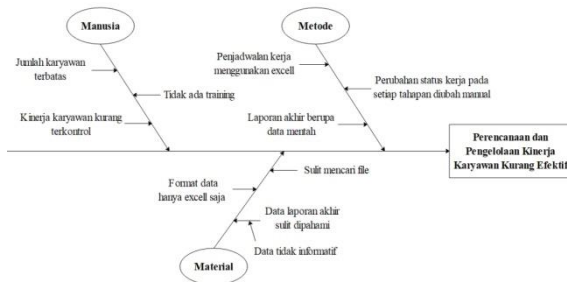 Manusia
Metode
Jumlah karyawan
terbatas
Tidak ada training
Kinerja karyawan kurang
terkontrol
Penjadwalan kerja
menggunakan excell
Perubahan status kerja pada
setiap tahapan diubah manual
Laporan akhir berupa
data mentah
Perencanaan dan
Pengelolaan Kinerja
Karyawan Kurang Efektif
Sulit mencari file
Format data
hanya excell saja
Data laporan akhir
sulit dipahami
Data tidak informatif
Material